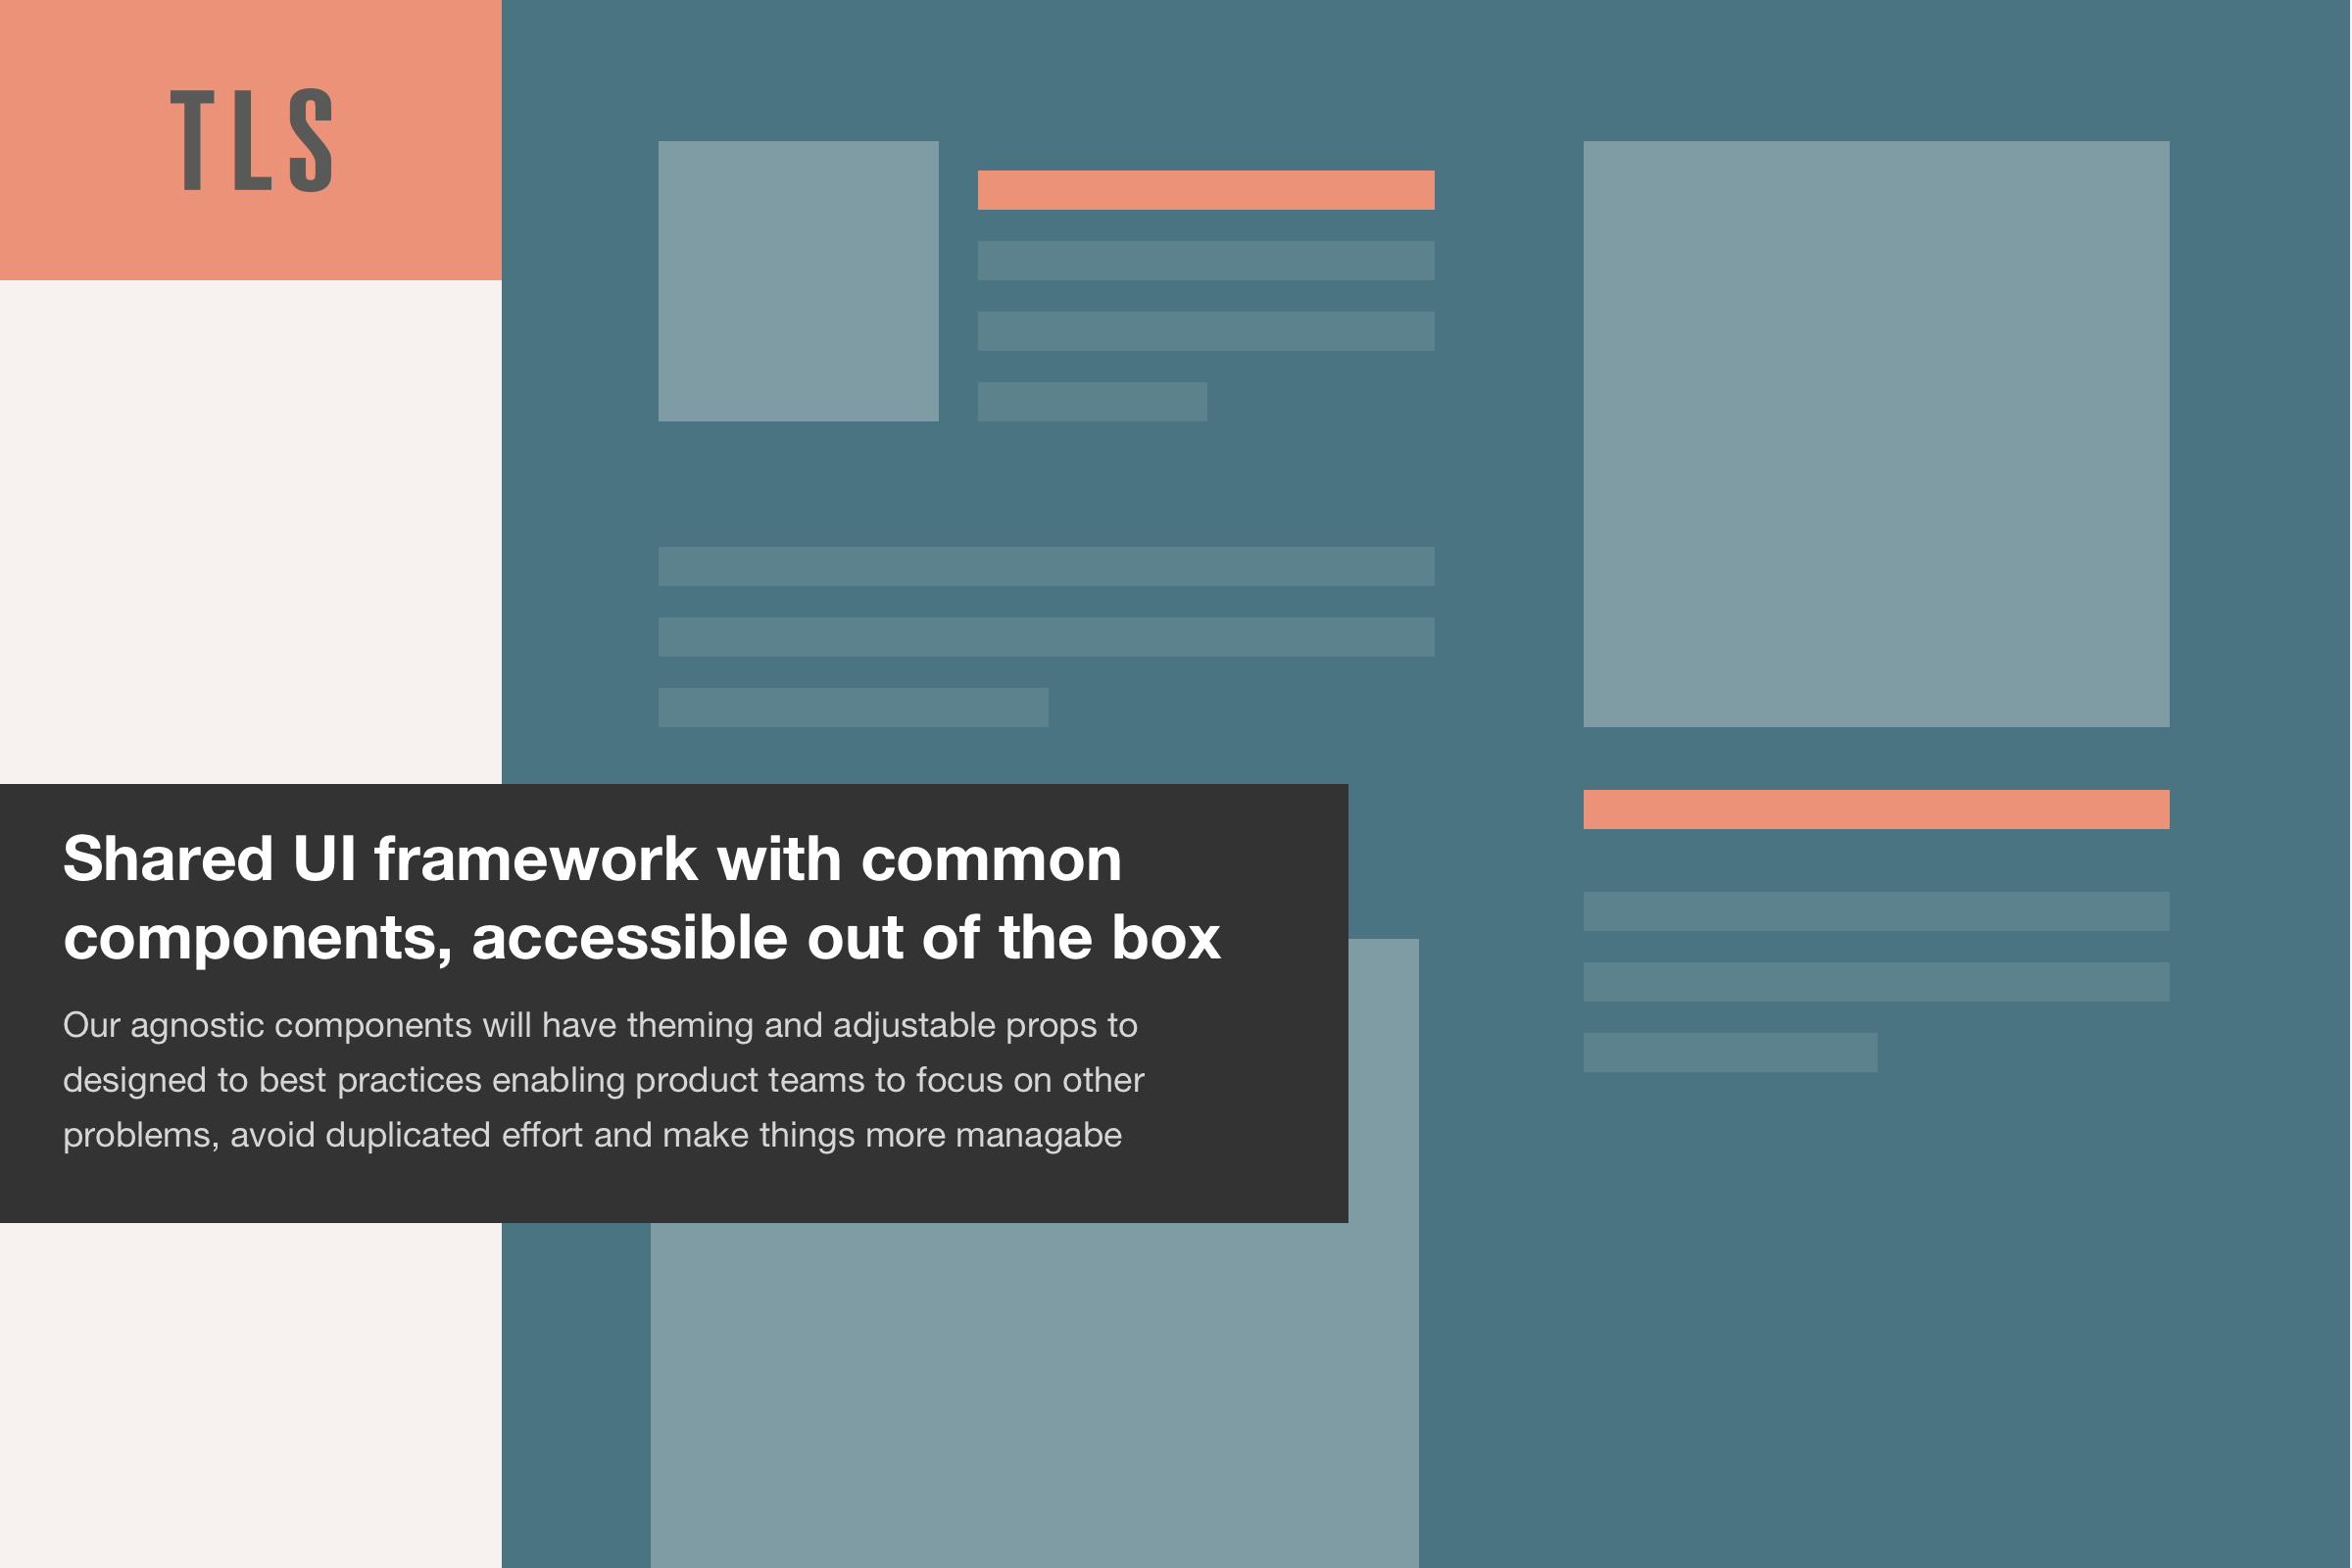 TLS
Shared UI framework with common
components, accessible out of the box
Our agnostic components will have theming and adjustable props to
designed to best practices enabling product teams to focus on other
problems, avoid duplicated effort and make things more managabe